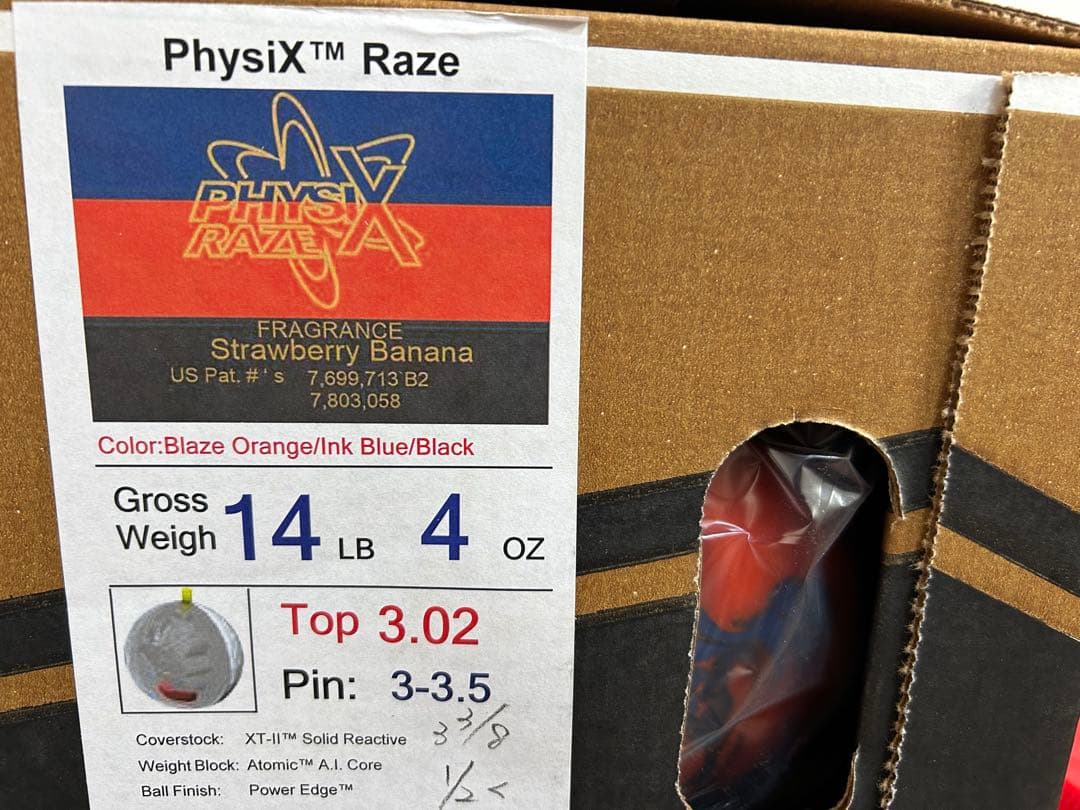 PhysiX™ Raze
PHYSIX
RAZE
FRAGRANCE
Strawberry Banana
US Pat. #'s 7,699,713 B2
7,803,058
Color:Blaze Orange/Ink Blue/Black
Gross
Weigh 14 LB 4 OZ
Top 3.02
Pin: 3-3.5
3 3/8
Coverstock: XT-II™ Solid Reactive
Weight Block: Atomic™ A.I. Core
Ball Finish: Power Edge™
1/2 <